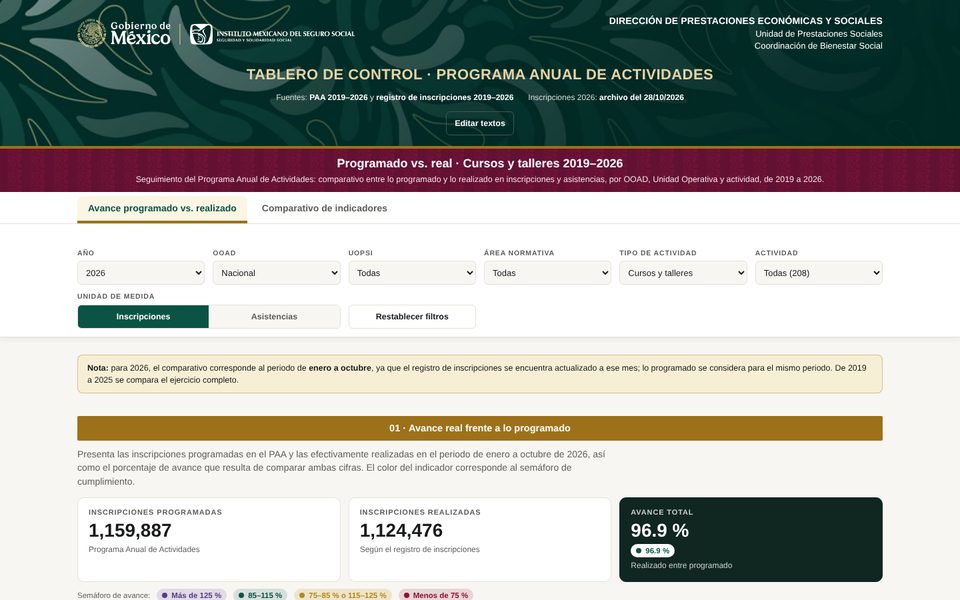 Gobierno de
México
INSTITUTO MEXICANO DEL SEGURO SOCIAL
SEGURIDAD Y SOLIDARIDAD SOCIAL
DIRECCIÓN DE PRESTACIONES ECONÓMICAS Y SOCIALES
Unidad de Prestaciones Sociales
Coordinación de Bienestar Social
TABLERO DE CONTROL · PROGRAMA ANUAL DE ACTIVIDADES
Fuentes: PAA 2019–2026 y registro de inscripciones 2019–2026 Inscripciones 2026: archivo del 28/10/2026
Editar textos
Programado vs. real · Cursos y talleres 2019–2026
Seguimiento del Programa Anual de Actividades: comparativo entre lo programado y lo realizado en inscripciones y asistencias, por OOAD, Unidad Operativa y actividad, de 2019 a 2026.
Avance programado vs. realizado Comparativo de indicadores
AÑO OOAD UOPSI ÁREA NORMATIVA TIPO DE ACTIVIDAD ACTIVIDAD
2026 Nacional Todas Todas Cursos y talleres Todas (208)
UNIDAD DE MEDIDA
Inscripciones Asistencias Restablecer filtros
Nota: para 2026, el comparativo corresponde al periodo de enero a octubre, ya que el registro de inscripciones se encuentra actualizado a ese mes; lo programado se considera para el mismo periodo. De 2019
a 2025 se compara el ejercicio completo.
01 · Avance real frente a lo programado
Presenta las inscripciones programadas en el PAA y las efectivamente realizadas en el periodo de enero a octubre de 2026, así
como el porcentaje de avance que resulta de comparar ambas cifras. El color del indicador corresponde al semáforo de
cumplimiento.
INSCRIPCIONES PROGRAMADAS
1,159,887
Programa Anual de Actividades
INSCRIPCIONES REALIZADAS
1,124,476
Según el registro de inscripciones
AVANCE TOTAL
96.9 %
96.9 %
Realizado entre programado
Semáforo de avance: Más de 125 % 85–115 % 75–85 % o 115–125 % Menos de 75 %